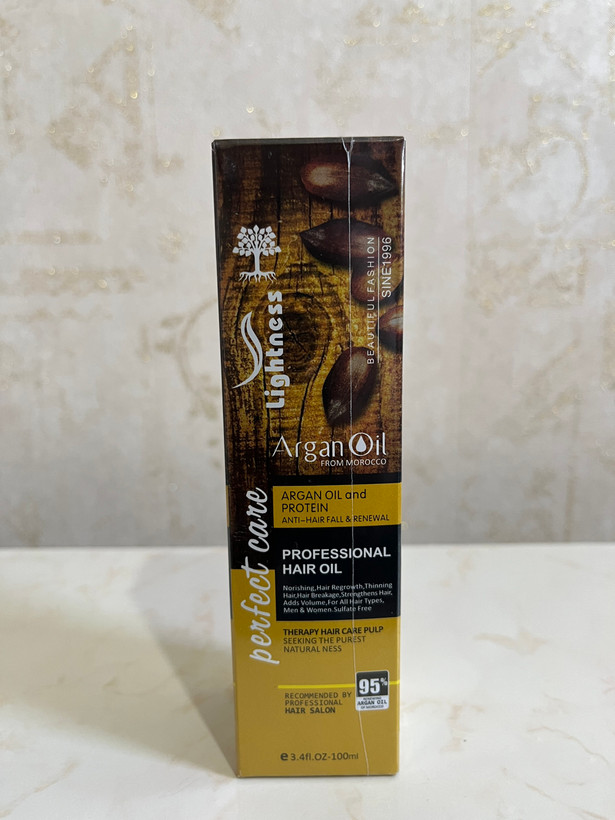 Lightness
BEAUTIFUL FASHION
SINE1996
Argan Oil
FROM MOROCCO
perfect care
ARGAN OIL and
PROTEIN
ANTI-HAIR FALL & RENEWAL
PROFESSIONAL
HAIR OIL
Norishing,Hair Regrowth,Thinning
Hair,Hair Breakage,Strengthens Hair,
Adds Volume,For All Hair Types,
Men & Women.Sulfate Free
THERAPY HAIR CARE PULP
SEEKING THE PUREST
NATURAL NESS
RECOMMENDED BY
PROFESSIONAL
HAIR SALON
95%
ARGAN OIL
OF MOROCCO
e 3.4fl.OZ-100ml